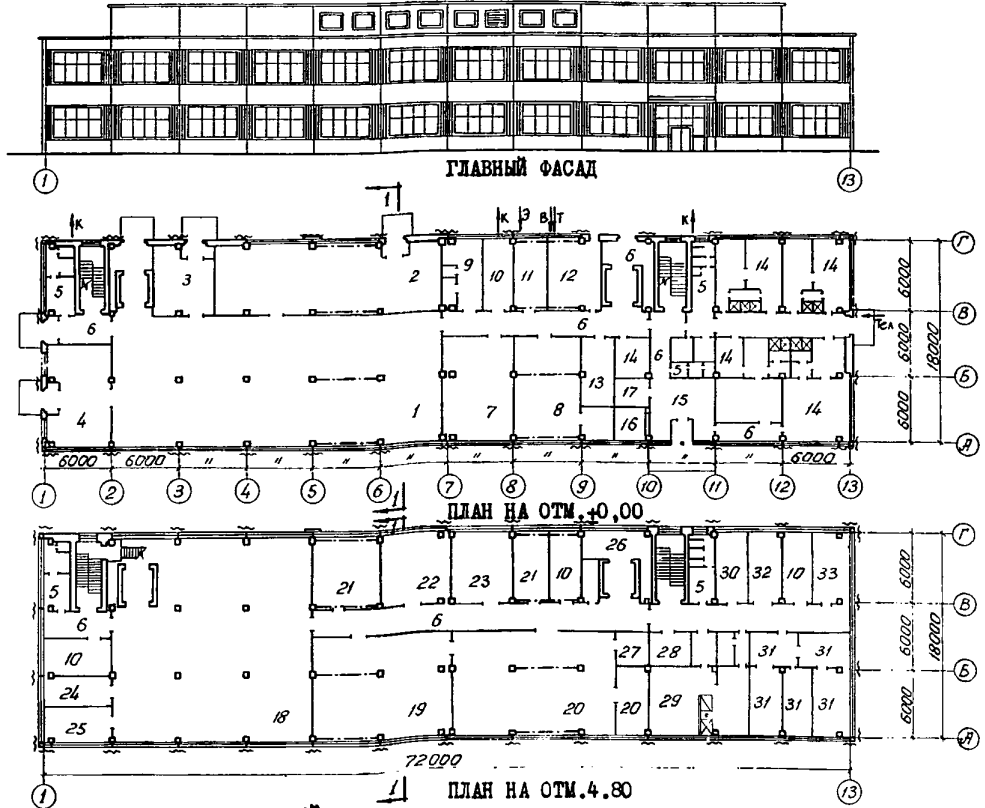 ГЛАВНЫЙ ФАСАД
1 13
1
К К Э В Т К
Г
5 3 2 9 10 11 12 6 5 14 14
6000
В
6 6 Тел
6000 18000
14 6 5 14
Б
4 1 7 8 13 17 15 14
6000
16 6
А
6000 6000 " " " " " " " " " 6000
1 2 3 4 5 6 7 8 9 10 11 12 13
1
ПЛАН НА ОТМ.±0,00
1
Г
26
5 21 22 23 21 10 5 30 32 10 33
6000
В
6 6
6000 18000
10 27 28 31 31
Б
24
25 18 19 20 20 29 31 31 31
6000
А
72000
1 1 13
ПЛАН НА ОТМ.4.80